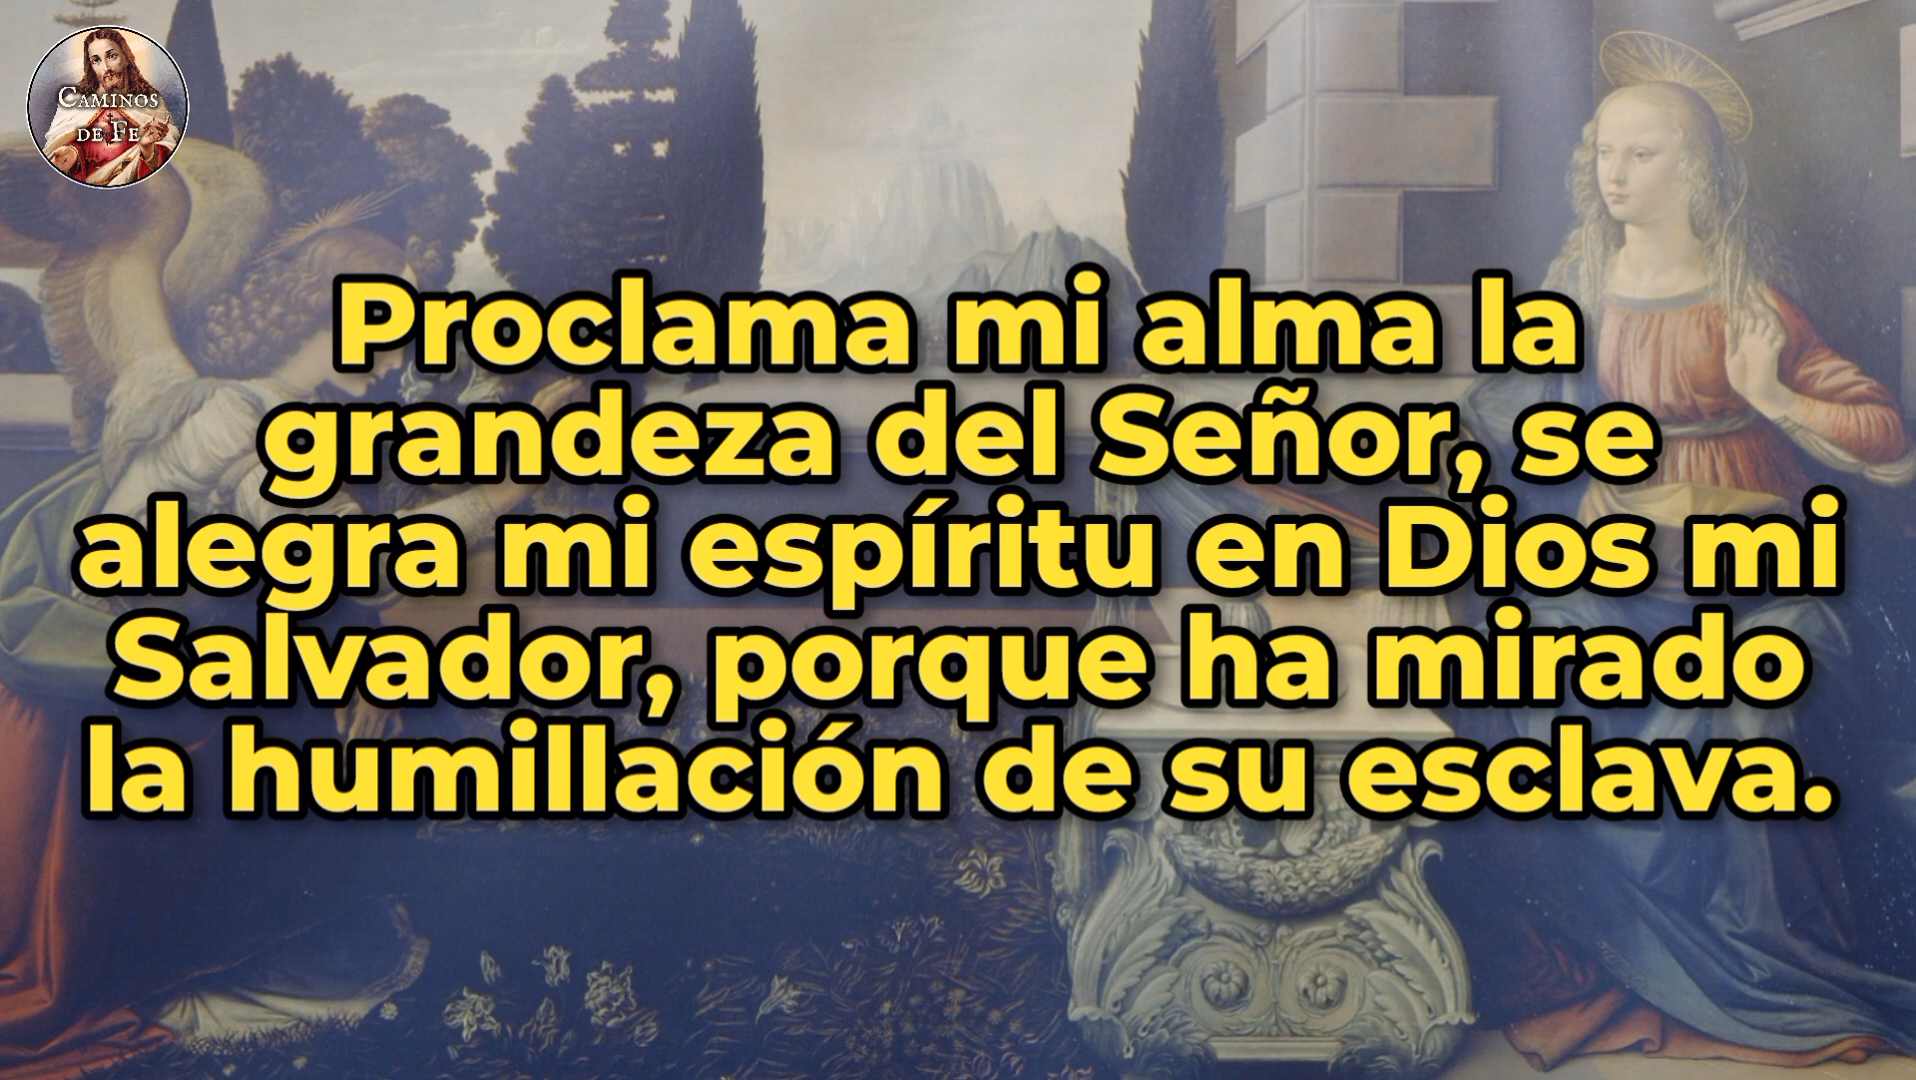 CAMINOS
DE FE
Proclama mi alma la
grandeza del Señor, se
alegra mi espíritu en Dios mi
Salvador, porque ha mirado
la humillación de su esclava.